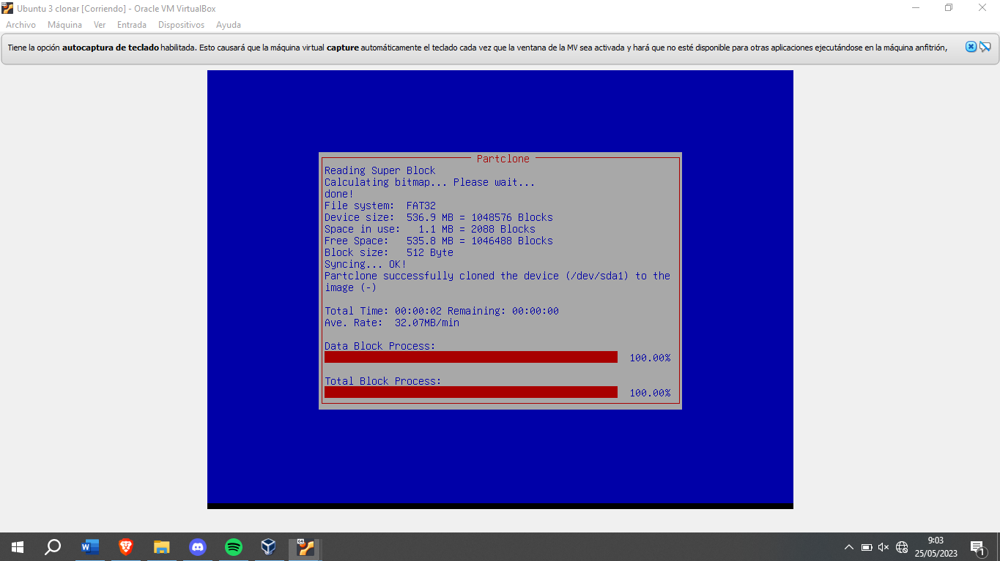 Ubuntu 3 clonar [Corriendo] - Oracle VM VirtualBox
Archivo Máquina Ver Entrada Dispositivos Ayuda
Tiene la opción autocaptura de teclado habilitada. Esto causará que la máquina virtual capture automáticamente el teclado cada vez que la ventana de la MV sea activada y hará que no esté disponible para otras aplicaciones ejecutándose en la máquina anfitrión,
Partclone
Reading Super Block
Calculating bitmap... Please wait...
done!
File system:  FAT32
Device size:  536.9 MB = 1048576 Blocks
Space in use:   1.1 MB = 2088 Blocks
Free Space:   535.8 MB = 1046488 Blocks
Block size:   512 Byte
Syncing... OK!
Partclone successfully cloned the device (/dev/sda1) to the
image (-)
Total Time: 00:00:02 Remaining: 00:00:00
Ave. Rate:  32.07MB/min
Data Block Process:
100.00%
Total Block Process:
100.00%
9:03
25/05/2023
1